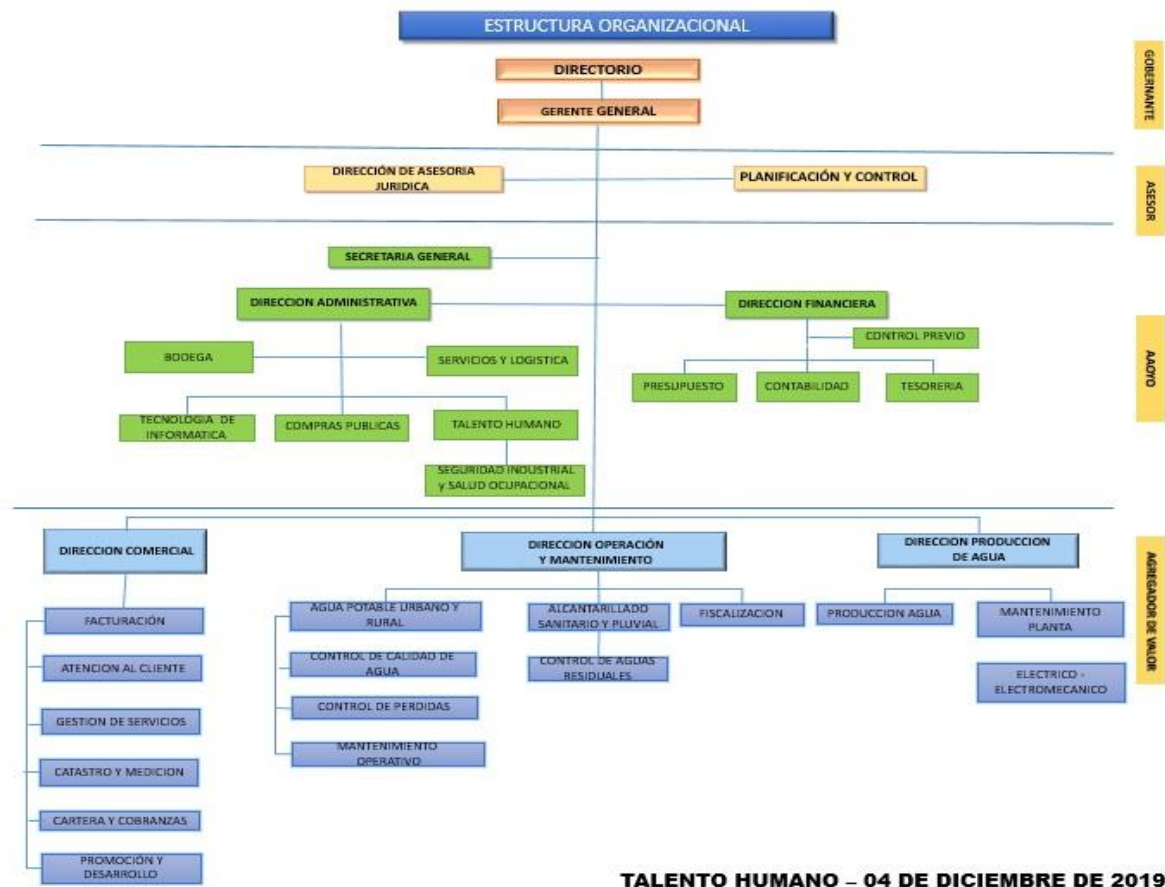 ESTRUCTURA ORGANIZACIONAL
DIRECTORIO
GERENTE GENERAL
GOBERNANTE
DIRECCIÓN DE ASESORIA
JURIDICA
PLANIFICACIÓN Y CONTROL
ASESOR
SECRETARIA GENERAL
DIRECCION ADMINISTRATIVA
DIRECCION FINANCIERA
CONTROL PREVIO
BODEGA
SERVICIOS Y LOGISTICA
PRESUPUESTO
CONTABILIDAD
TESORERIA
AAOYO
TECNOLOGIA DE
INFORMATICA
COMPRAS PUBLICAS
TALENTO HUMANO
SEGURIDAD INDUSTRIAL
y SALUD OCUPACIONAL
DIRECCION COMERCIAL
DIRECCION OPERACIÓN
Y MANTENIMIENTO
DIRECCION PRODUCCION
DE AGUA
AGREGADOR DE VALOR
FACTURACIÓN
ATENCION AL CLIENTE
GESTION DE SERVICIOS
CATASTRO Y MEDICION
CARTERA Y COBRANZAS
PROMOCIÓN Y
DESARROLLO
AGUA POTABLE URBANO Y
RURAL
CONTROL DE CALIDAD DE
AGUA
CONTROL DE PERDIDAS
MANTENIMIENTO
OPERATIVO
ALCANTARILLADO
SANITARIO Y PLUVIAL
CONTROL DE AGUAS
RESIDUALES
FISCALIZACION
PRODUCCION AGUA
MANTENIMIENTO
PLANTA
ELECTRICO -
ELECTROMECANICO
TALENTO HUMANO – 04 DE DICIEMBRE DE 2019